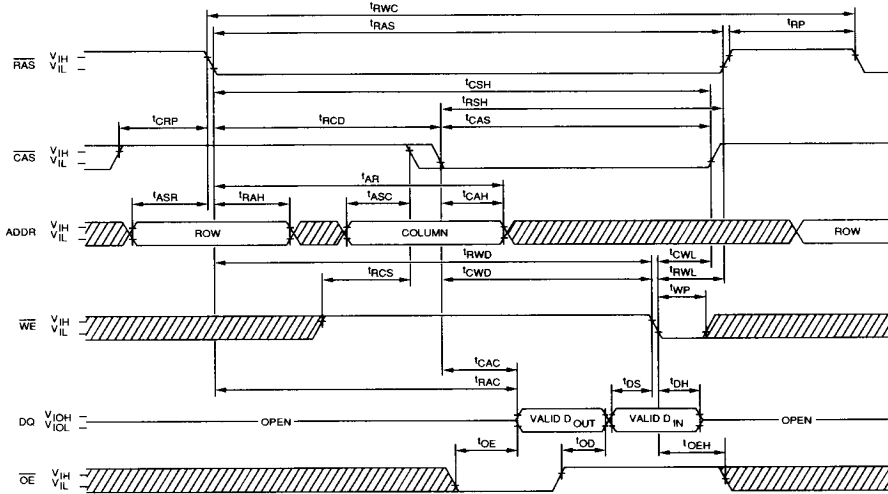 tRWC
tRAS
tRP
RAS
VIH
VIL
tCSH
tRSH
tCRP
tRCD
tCAS
CAS
VIH
VIL
tAR
tASR
tRAH
tASC
tCAH
ADDR
VIH
VIL
ROW
COLUMN
ROW
tRWD
tCWL
tRCS
tCWD
tRWL
tWP
WE
VIH
VIL
tCAC
tRAC
tDS
tDH
DQ
VIOH
VIOL
OPEN
VALID DOUT
VALID DIN
OPEN
tOE
tOD
tOEH
OE
VIH
VIL